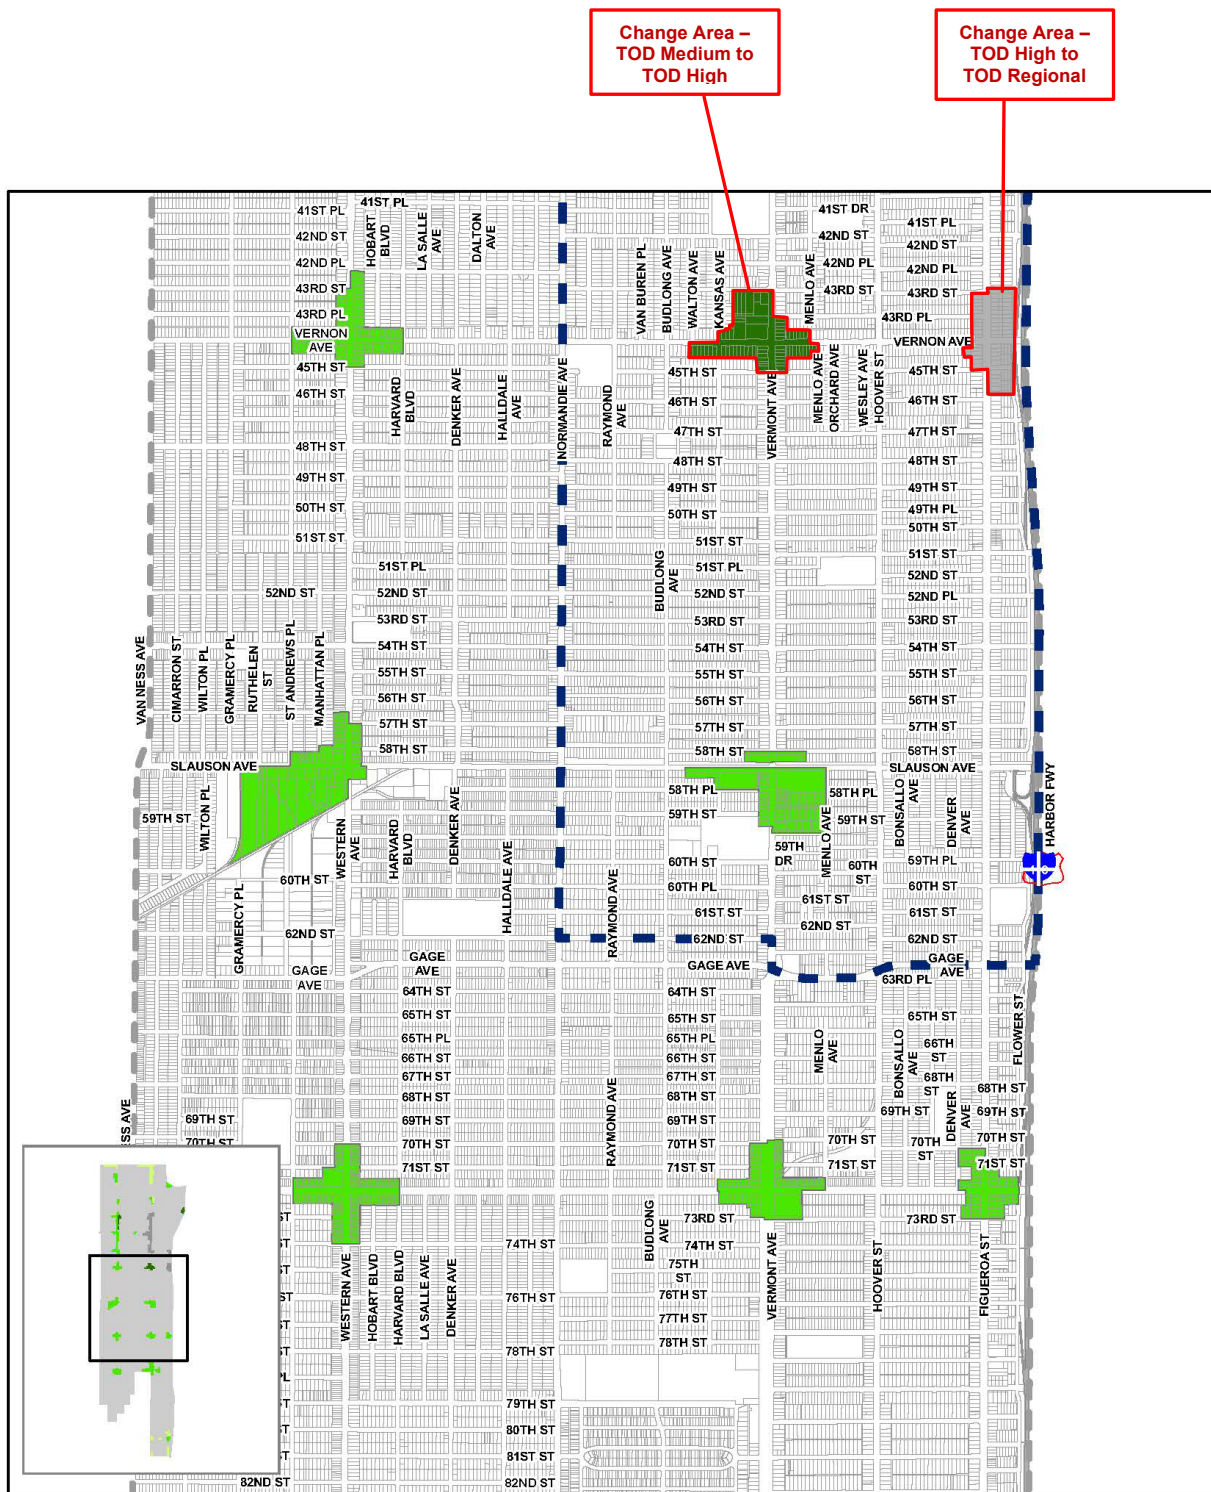 Change Area –
TOD Medium to
TOD High
Change Area –
TOD High to
TOD Regional
41ST PL
41ST PL
42ND ST
42ND PL
43RD ST
43RD PL
VERNON
AVE
45TH ST
46TH ST
48TH ST
49TH ST
50TH ST
51ST ST
52ND ST
HOBART
BLVD
LA SALLE
AVE
DALTON
AVE
HARVARD
BLVD
DENKER AVE
HALLDALE
AVE
NORMANDIE AVE
RAYMOND
AVE
51ST PL
52ND ST
53RD ST
54TH ST
55TH ST
56TH ST
57TH ST
58TH ST
VAN BUREN PL
BUDLONG AVE
WALTON AVE
KANSAS AVE
MENLO AVE
41ST DR
42ND ST
42ND PL
43RD ST
41ST PL
42ND ST
42ND PL
43RD ST
43RD PL
VERNON AVE
45TH ST
46TH ST
47TH ST
48TH ST
49TH ST
49TH PL
50TH ST
51ST ST
52ND ST
52ND PL
53RD ST
54TH ST
55TH ST
56TH ST
57TH ST
58TH ST
SLAUSON AVE
45TH ST
46TH ST
47TH ST
48TH ST
49TH ST
50TH ST
51ST ST
51ST PL
52ND ST
53RD ST
54TH ST
55TH ST
56TH ST
57TH ST
58TH ST
BUDLONG
AVE
VERMONT AVE
MENLO AVE
ORCHARD AVE
WESLEY AVE
HOOVER ST
VAN NESS AVE
CIMARRON ST
WILTON PL
GRAMERCY PL
RUTHELEN
ST
ST ANDREWS PL
MANHATTAN PL
SLAUSON AVE
59TH ST
WILTON PL
WESTERN
AVE
HARVARD
BLVD
DENKER AVE
HALLDALE AVE
60TH ST
GRAMERCY PL
62ND ST
GAGE
AVE
GAGE
AVE
58TH PL
59TH ST
60TH ST
60TH PL
61ST ST
62ND ST
GAGE AVE
RAYMOND AVE
59TH
DR
MENLO AVE
58TH PL
59TH ST
60TH
ST
61ST ST
62ND ST
BONSALLO
AVE
DENVER
AVE
59TH PL
60TH ST
61ST ST
62ND ST
GAGE
AVE
63RD PL
HARBOR FWY
FLOWER ST
64TH ST
65TH ST
65TH PL
66TH ST
67TH ST
68TH ST
69TH ST
70TH ST
71ST ST
64TH ST
65TH ST
65TH PL
66TH ST
67TH ST
68TH ST
69TH ST
70TH ST
71ST ST
RAYMOND AVE
MENLO
AVE
BONSALLO
AVE
65TH ST
66TH
ST
68TH
ST
69TH ST
DENVER
AVE
68TH ST
69TH ST
70TH ST
71ST ST
70TH ST
71ST ST
70TH
ST
73RD ST
ESS AVE
69TH ST
70TH ST
ST
ST
ST
ST
ST
ST
PL
ST
ST
ST
82ND ST
WESTERN AVE
HOBART BLVD
HARVARD BLVD
LA SALLE AVE
DENKER AVE
74TH ST
76TH ST
78TH ST
79TH ST
80TH ST
81ST ST
82ND ST
BUDLONG
AVE
73RD ST
74TH ST
75TH
ST
76TH ST
77TH ST
78TH ST
VERMONT AVE
HOOVER ST
FIGUEROA ST